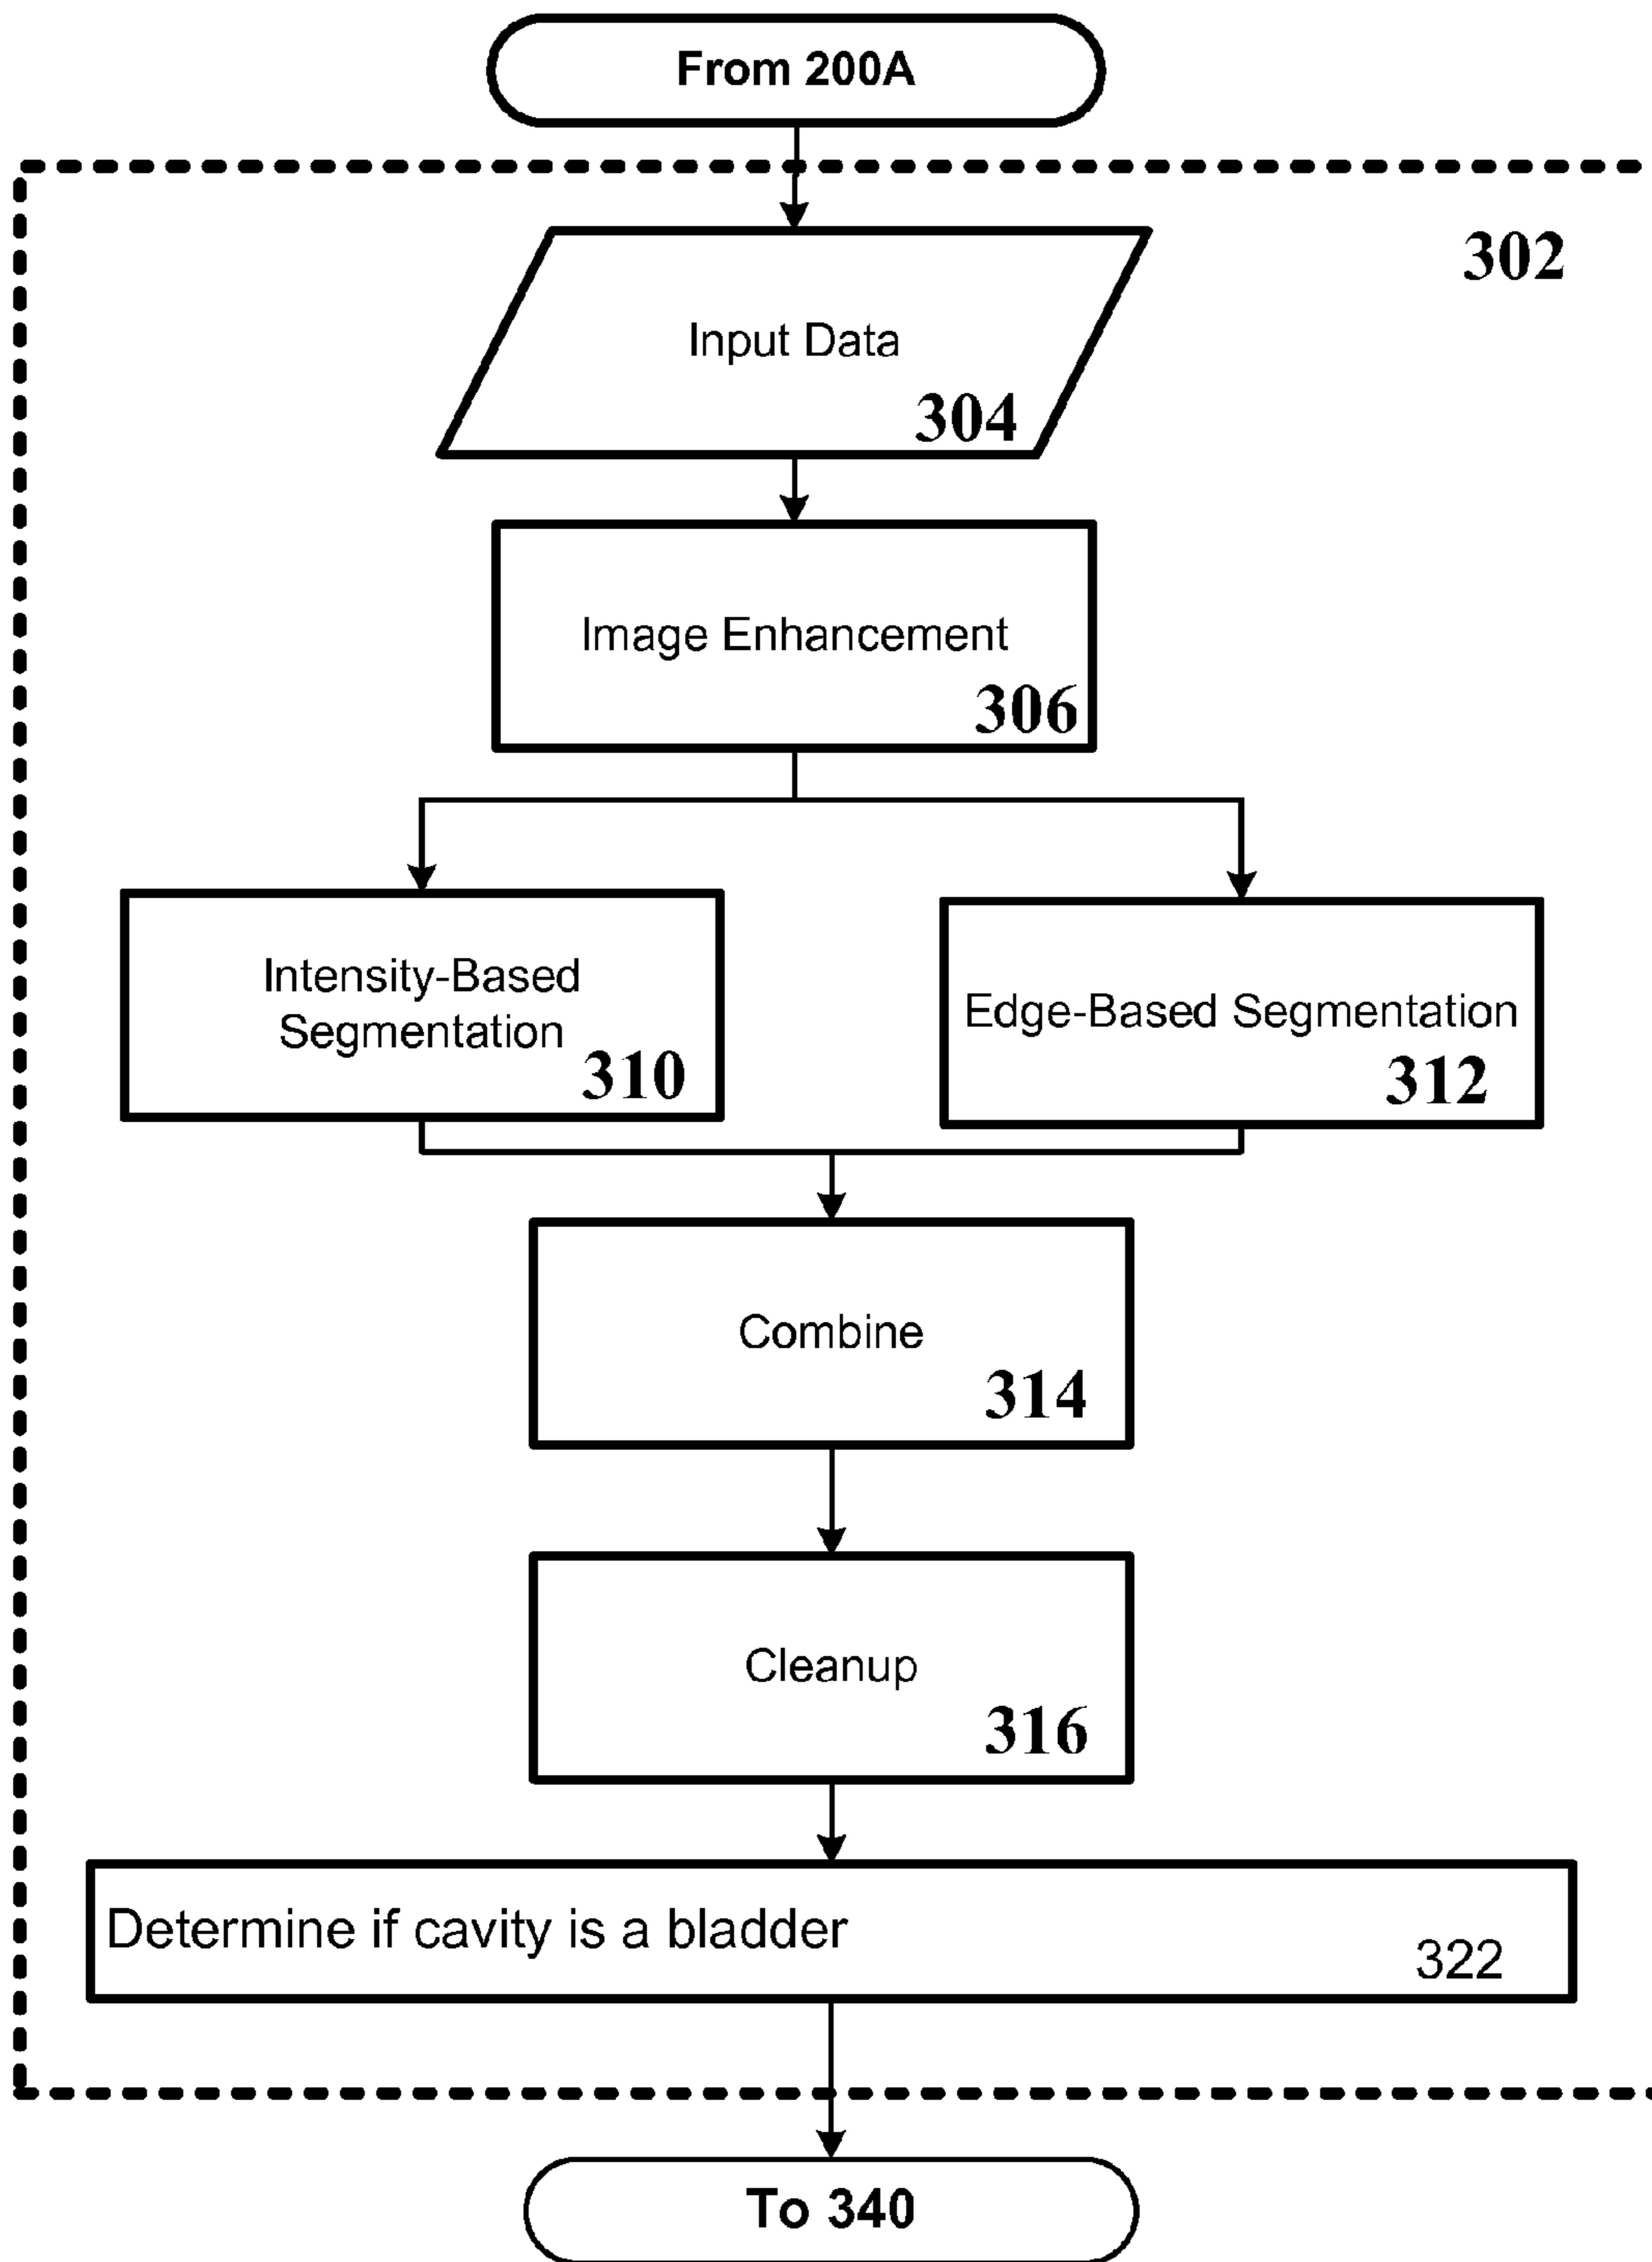 From 200A
302
Input Data
304
Image Enhancement
306
Intensity-Based
Segmentation
310
Edge-Based Segmentation
312
Combine
314
Cleanup
316
Determine if cavity is a bladder
322
To 340